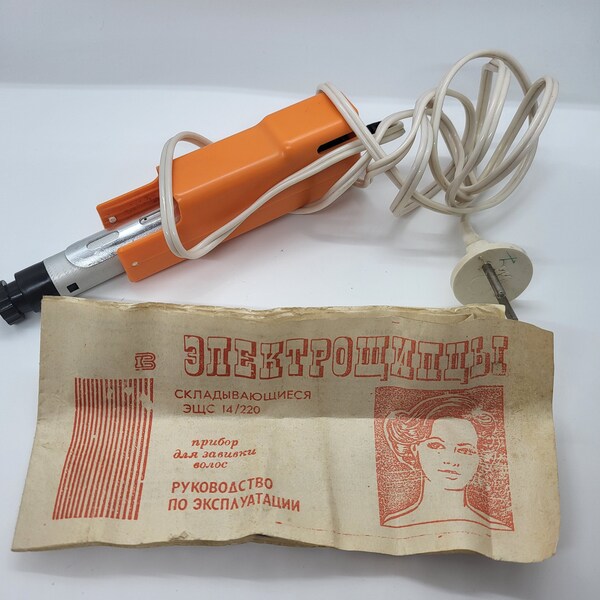 ЭЛЕКТРОЩИПЦЫ
СКЛАДЫВАЮЩИЕСЯ
ЭЩС 14/220
прибор
для завивки
волос
РУКОВОДСТВО
ПО ЭКСПЛУАТАЦИИ